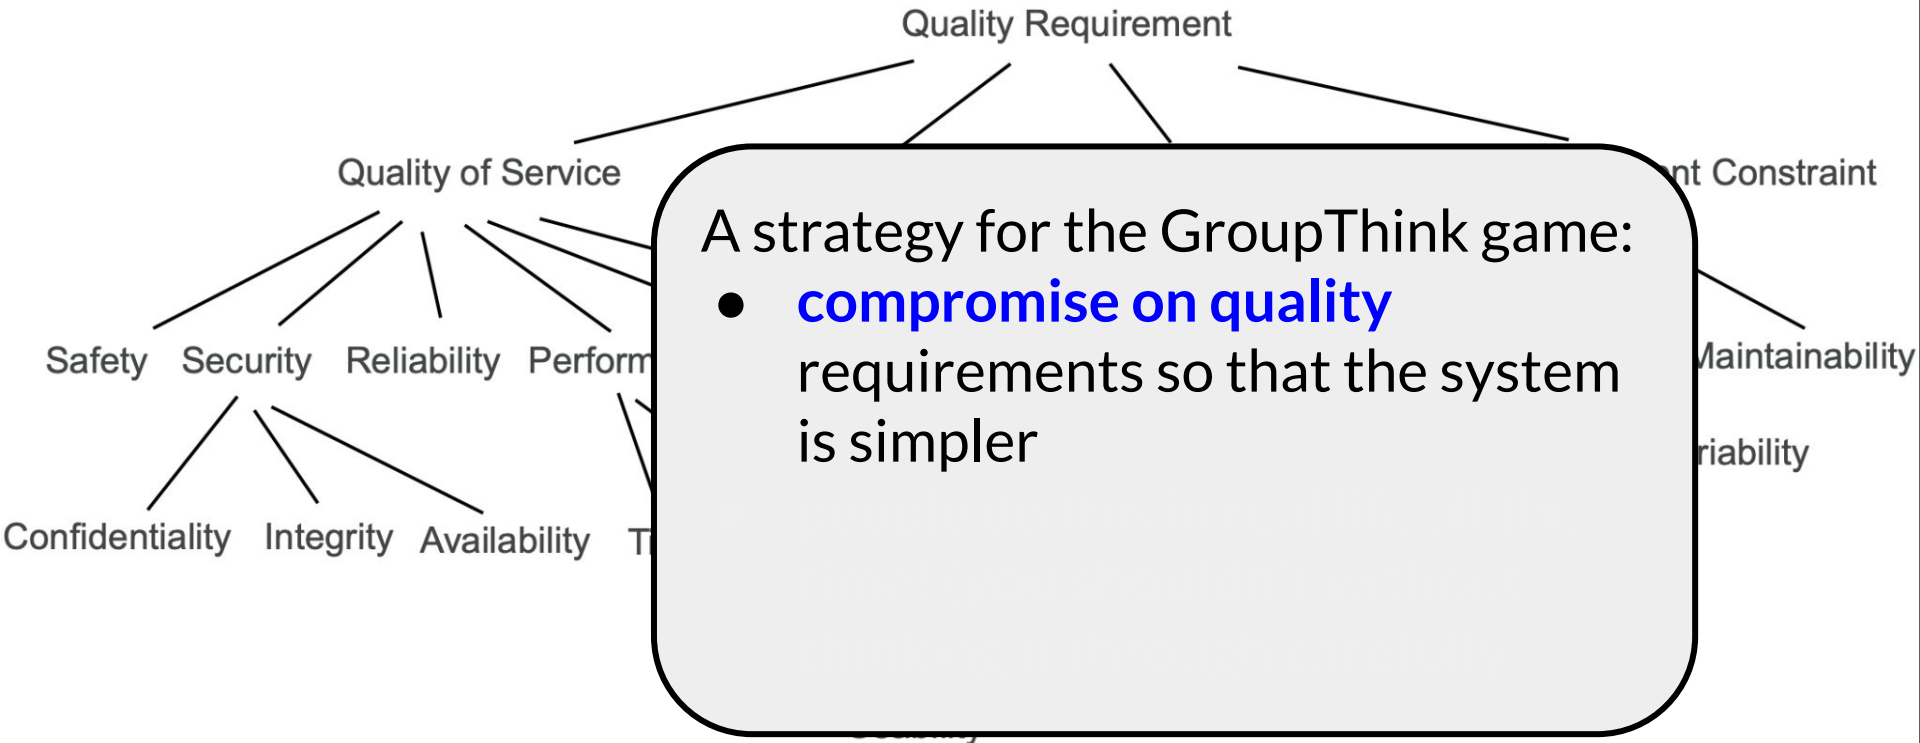 Quality Requirement
Quality of Service
nt Constraint
A strategy for the GroupThink game:
● compromise on quality
requirements so that the system
is simpler
Safety Security Reliability Perform
Maintainability
riability
Confidentiality Integrity Availability